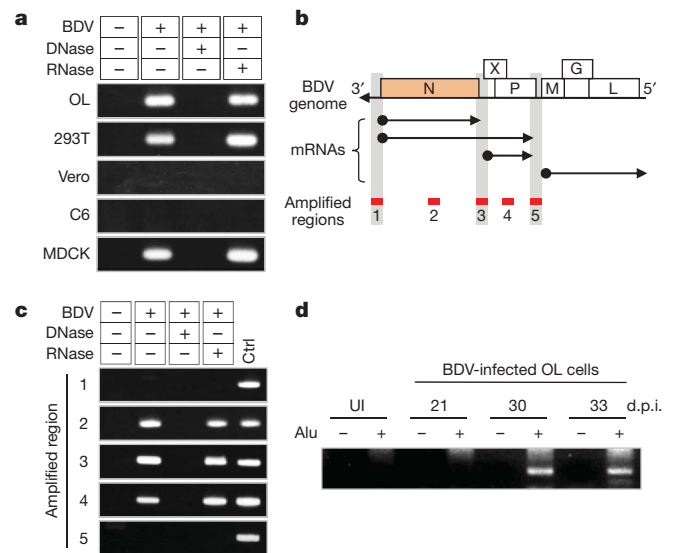 a
BDV − + + +
DNase − − + −
RNase − − − +
OL
293T
Vero
C6
MDCK
b
X G
BDV genome 3′ N P M L 5′
mRNAs
Amplified regions 1 2 3 4 5
c
BDV − + + +
DNase − − + −
RNase − − − + Ctrl
Amplified region
1
2
3
4
5
d
BDV-infected OL cells
UI 21 30 33 d.p.i.
Alu − + − + − + − +